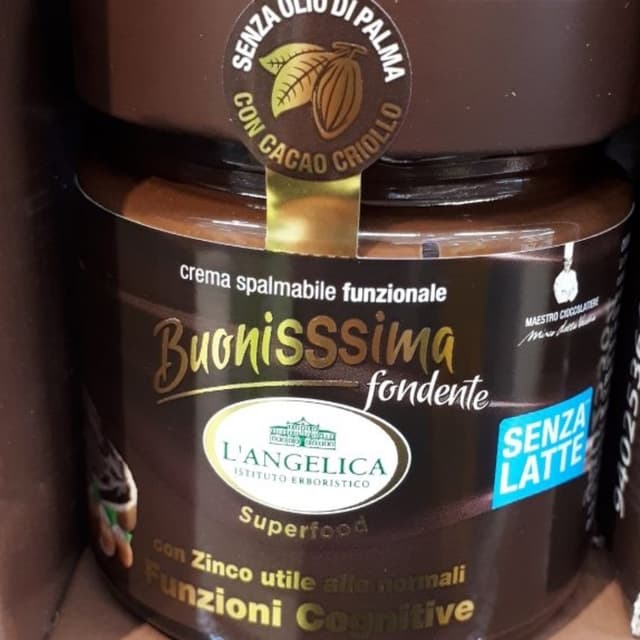 SENZA OLIO DI PALMA
CON CACAO CRIOLLO
crema spalmabile funzionale
BuonisSSsima
fondente
MAESTRO CIOCCOLATIERE
SENZA
LATTE
L'ANGELICA
ISTITUTO ERBORISTICO
Superfood
con Zinco utile alle normali
Funzioni Cognitive